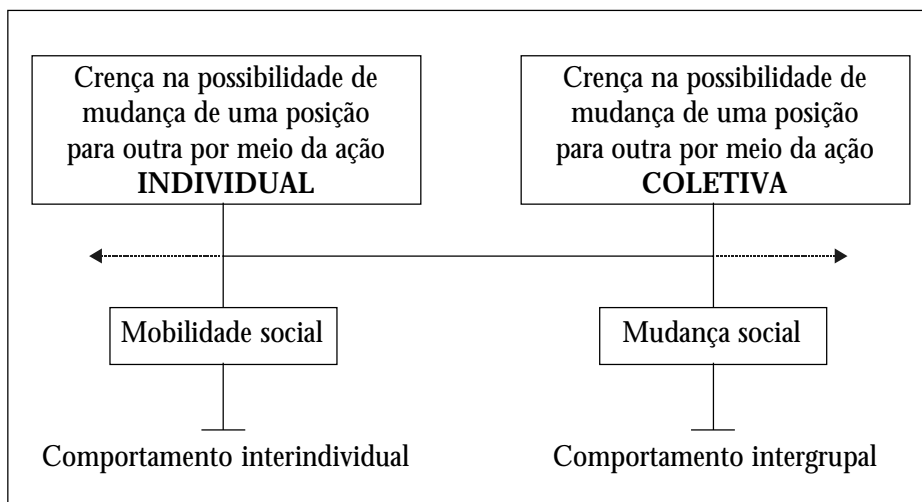 Crença na possibilidade de
mudança de uma posição
para outra por meio da ação
INDIVIDUAL
Crença na possibilidade de
mudança de uma posição
para outra por meio da ação
COLETIVA
Mobilidade social
Mudança social
Comportamento interindividual
Comportamento intergrupal